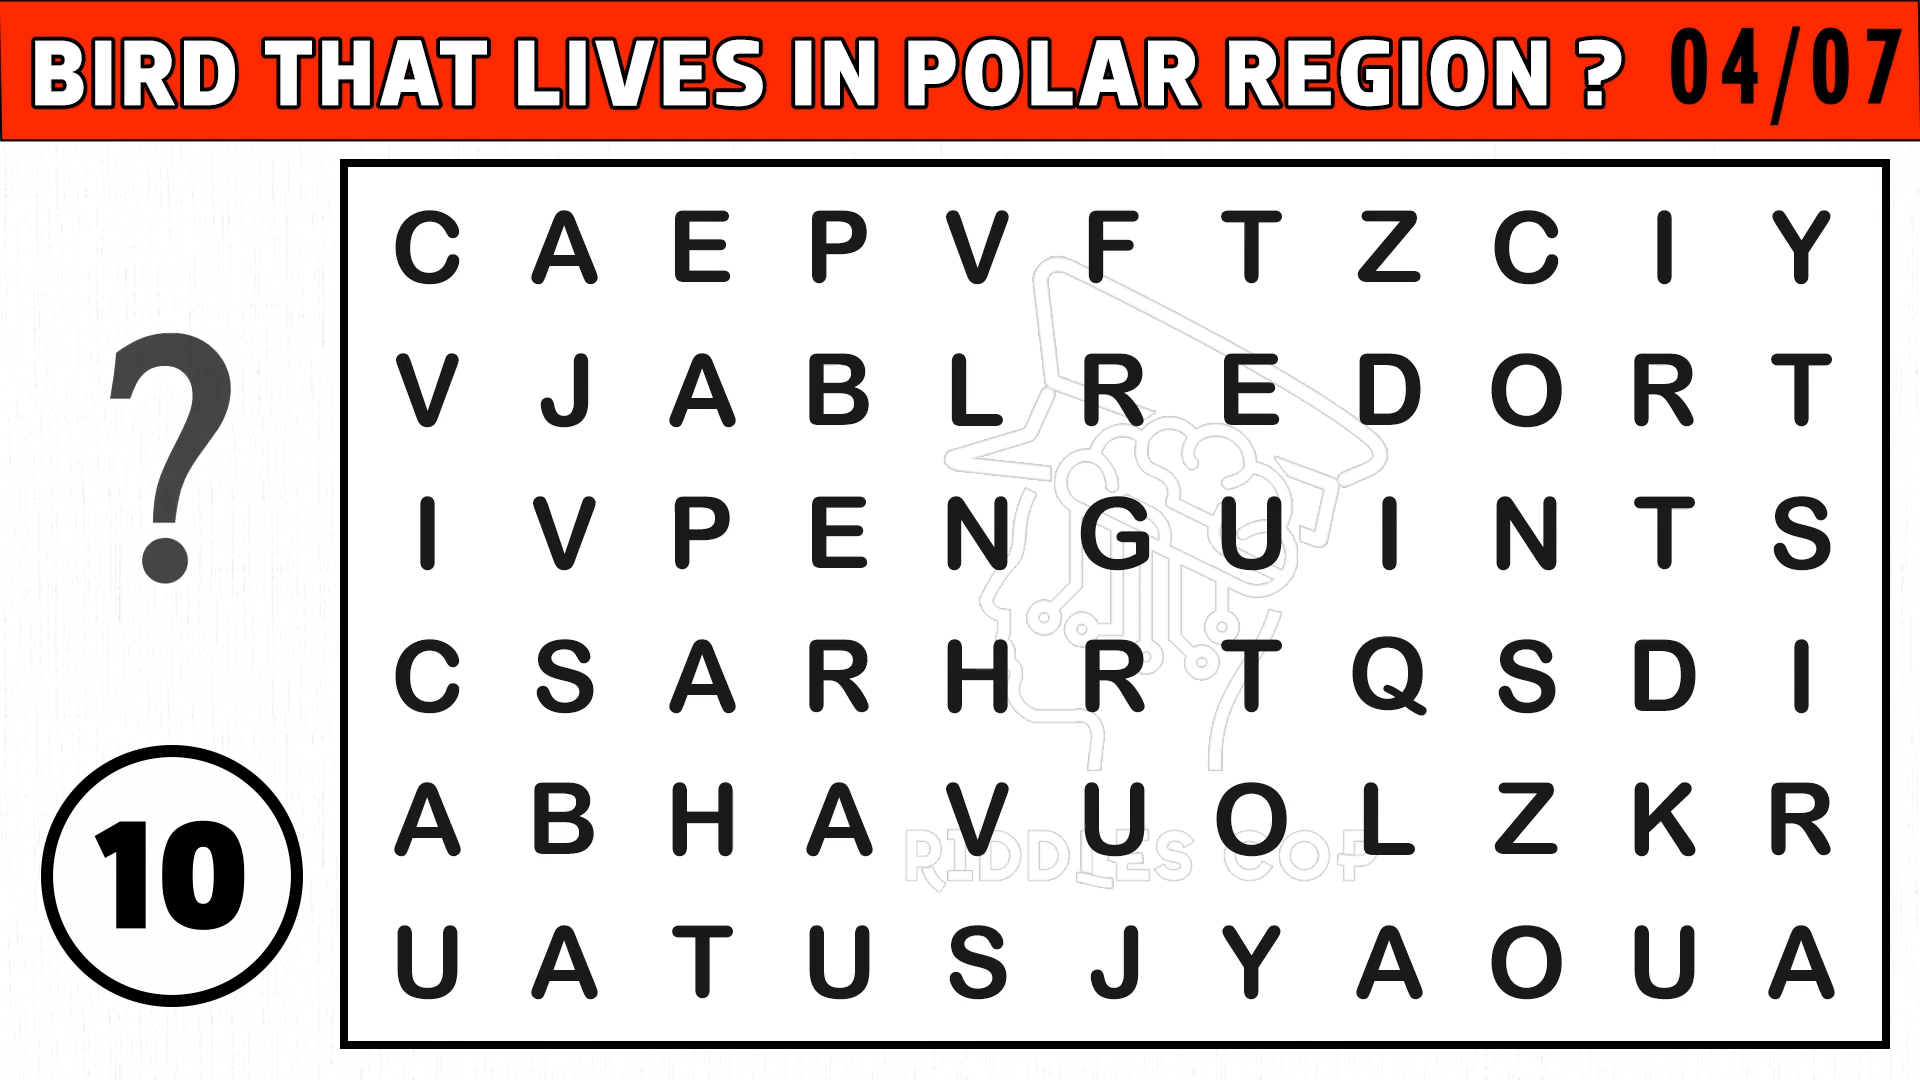 BIRD THAT LIVES IN POLAR REGION ? 04/07
C A E P V F T Z C I Y
V J A B L R E D O R T
I V P E N G U I N T S
C S A R H R T Q S D I
A B H A V U O L Z K R
U A T U S J Y A O U A
?
10
RIDDLES COP